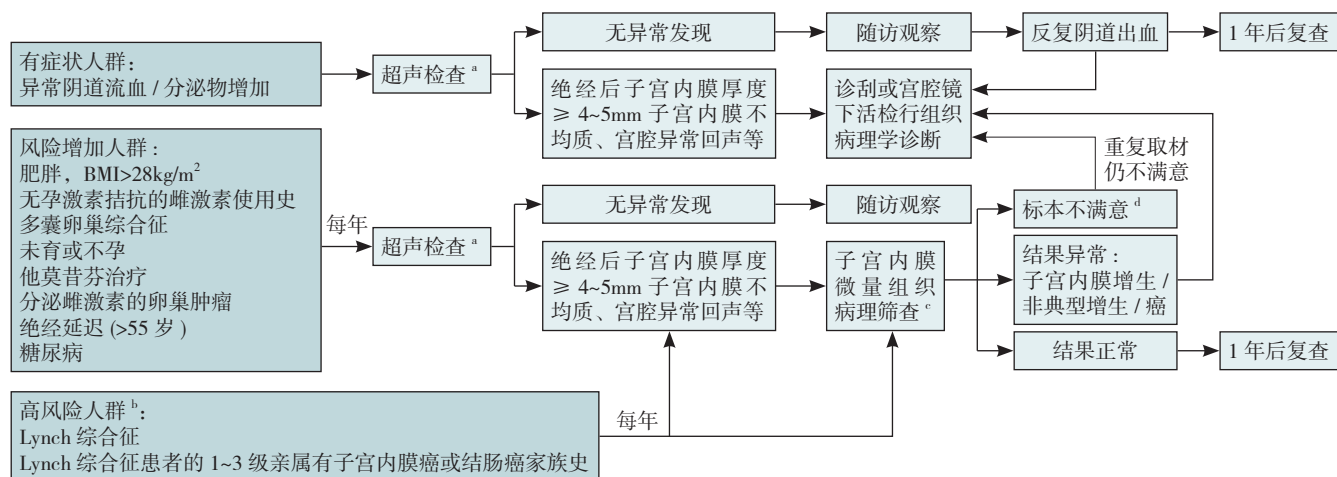 有症状人群：
异常阴道流血 / 分泌物增加
超声检查 a
无异常发现
随访观察
反复阴道出血
1 年后复查
绝经后子宫内膜厚度
≥ 4~5mm 子宫内膜不
均质、宫腔异常回声等
诊刮或宫腔镜
下活检行组织
病理学诊断
风险增加人群：
肥胖，BMI>28kg/m²
无孕激素拮抗的雌激素使用史
多囊卵巢综合征
未育或不孕
他莫昔芬治疗
分泌雌激素的卵巢肿瘤
绝经延迟 (>55 岁 )
糖尿病
每年
超声检查 a
无异常发现
随访观察
绝经后子宫内膜厚度
≥ 4~5mm 子宫内膜不
均质、宫腔异常回声等
子宫内膜
微量组织
病理筛查 c
重复取材
仍不满意
标本不满意 d
结果异常：
子宫内膜增生 /
非典型增生 / 癌
结果正常
1 年后复查
高风险人群 b：
Lynch 综合征
Lynch 综合征患者的 1~3 级亲属有子宫内膜癌或结肠癌家族史
每年